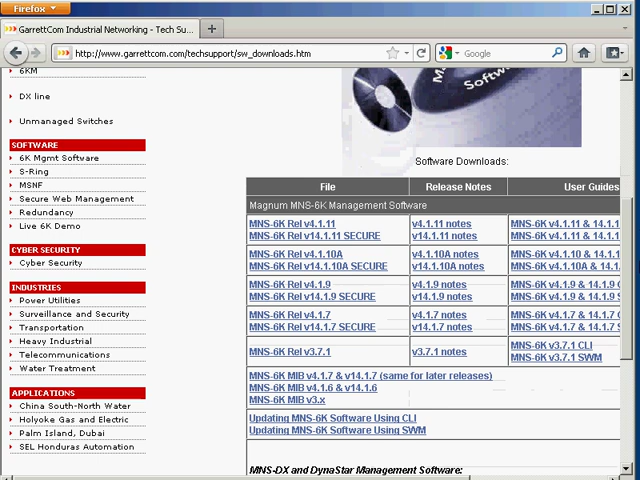 Firefox
GarrettCom Industrial Networking - Tech Su...
http://www.garrettcom.com/techsupport/sw_downloads.htm
Google
6KM
DX line
Unmanaged Switches
SOFTWARE
6K Mgmt Software
S-Ring
MSNF
Secure Web Management
Redundancy
Live 6K Demo
CYBER SECURITY
Cyber Security
INDUSTRIES
Power Utilities
Surveillance and Security
Transportation
Heavy Industrial
Telecommunications
Water Treatment
APPLICATIONS
China South-North Water
Holyoke Gas and Electric
Palm Island, Dubai
SEL Honduras Automation
Softw
Software Downloads:
File Release Notes User Guides
Magnum MNS-6K Management Software
MNS-6K Rel v4.1.11 v4.1.11 notes MNS-6K v4.1.11 & 14.1.1
MNS-6K Rel v14.1.11 SECURE v14.1.11 notes MNS-6K v4.1.11 & 14.1.1
MNS-6K Rel v4.1.10A v4.1.10A notes MNS-6K v4.1.10 & 14.1.1
MNS-6K Rel v14.1.10A SECURE v14.1.10A notes MNS-6K v4.1.10A & 14.1
MNS-6K Rel v4.1.9 v4.1.9 notes MNS-6K v4.1.9 & 14.1.9
MNS-6K Rel v14.1.9 SECURE v14.1.9 notes MNS-6K v4.1.9 & 14.1.9
MNS-6K Rel v4.1.7 v4.1.7 notes MNS-6K v4.1.7 & 14.1.7
MNS-6K Rel v14.1.7 SECURE v14.1.7 notes MNS-6K v4.1.7 & 14.1.7
MNS-6K Rel v3.7.1 v3.7.1 notes MNS-6K v3.7.1 CLI
MNS-6K v3.7.1 SWM
MNS-6K MIB v4.1.7 & v14.1.7 (same for later releases)
MNS-6K MIB v4.1.6 & v14.1.6
MNS-6K MIB v3.x
Updating MNS-6K Software Using CLI
Updating MNS-6K Software Using SWM
MNS-DX and DynaStar Management Software: